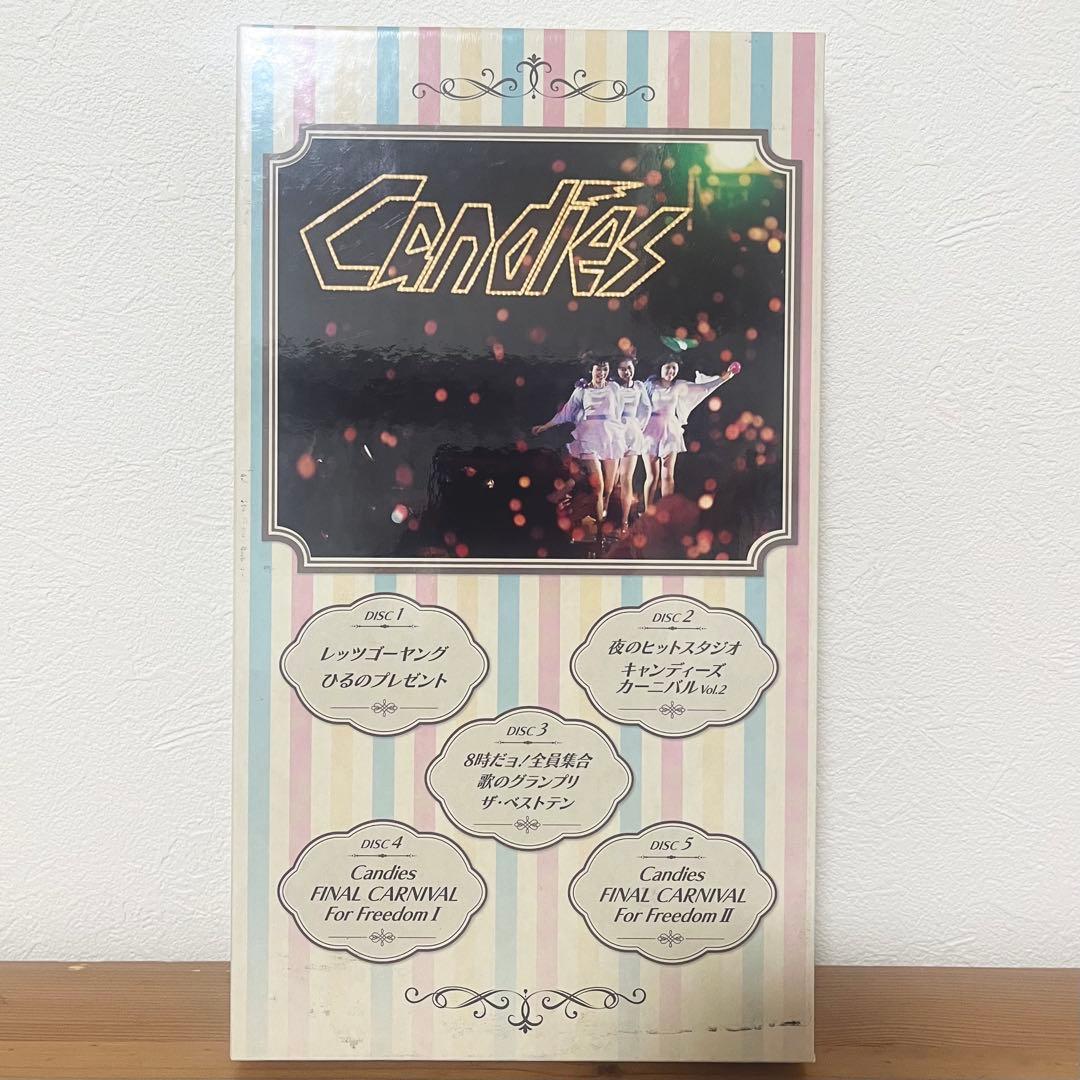 Candies
DISC 1
レッツゴーヤング
ひるのプレゼント
DISC 2
夜のヒットスタジオ
キャンディーズ
カーニバル Vol.2
DISC 3
8時だョ!全員集合
歌のグランプリ
ザ・ベストテン
DISC 4
Candies
FINAL CARNIVAL
For Freedom I
DISC 5
Candies
FINAL CARNIVAL
For Freedom II